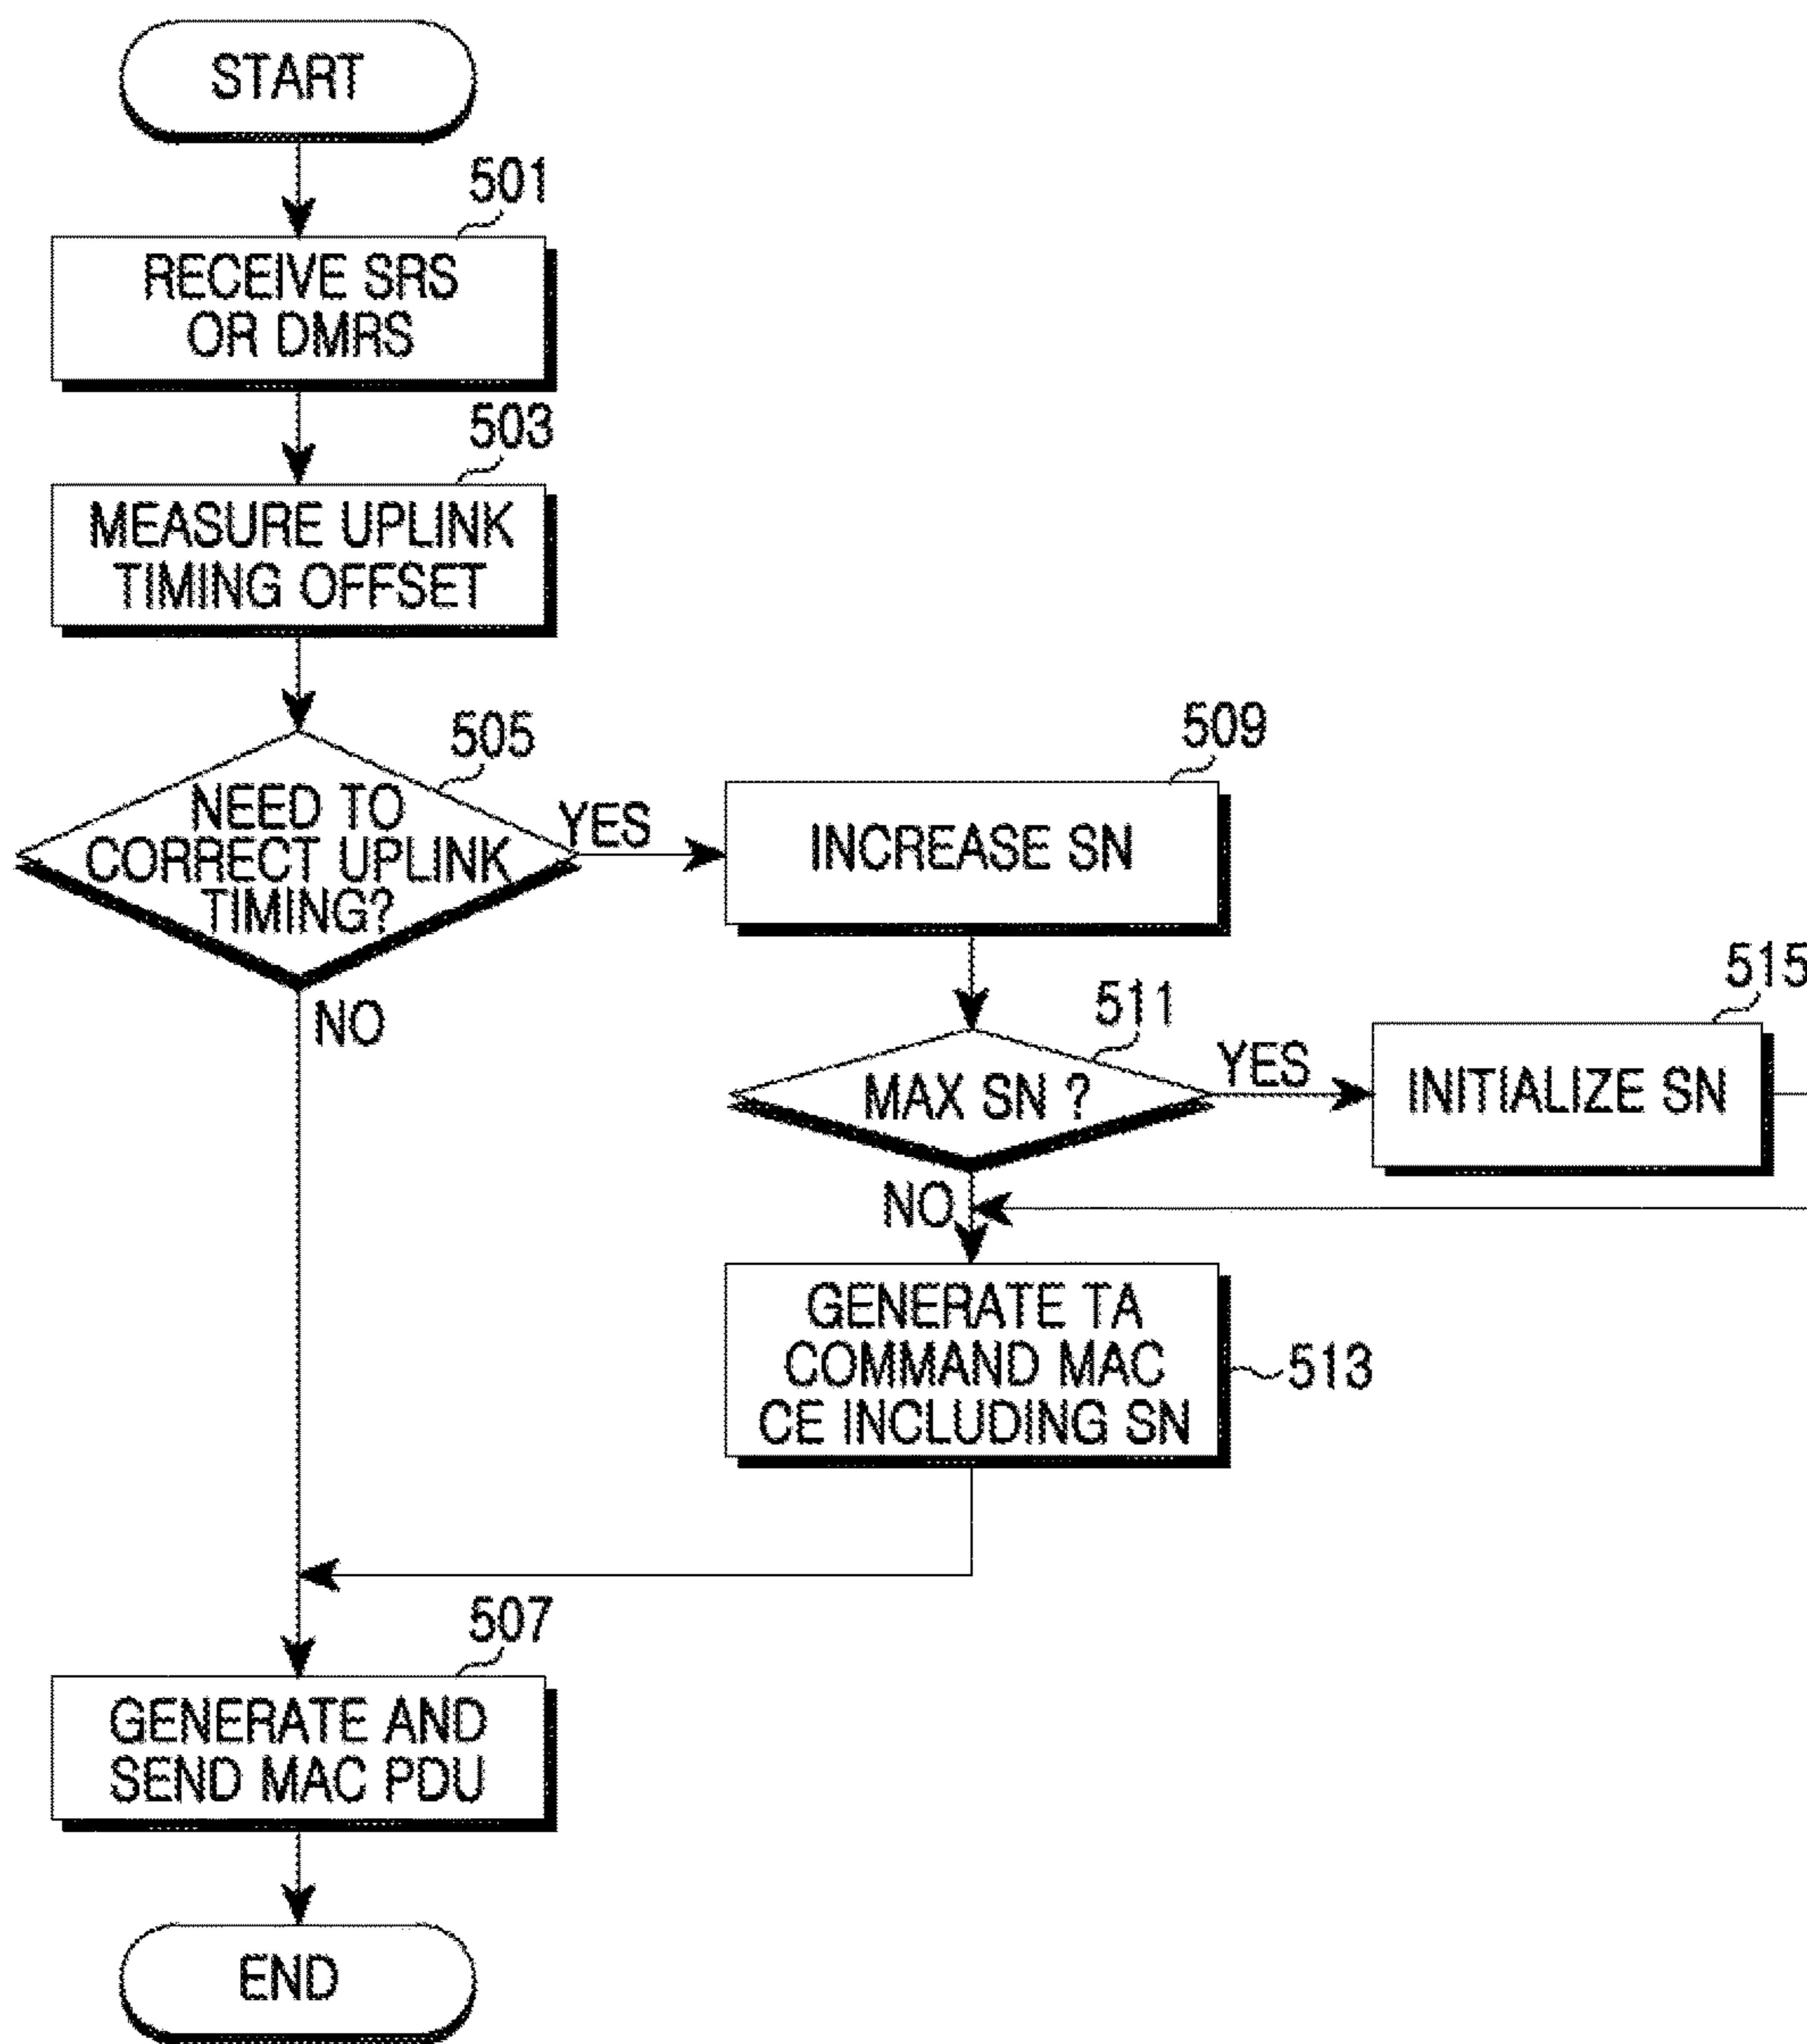 START
501
RECEIVE SRS
OR DMRS
503
MEASURE UPLINK
TIMING OFFSET
505
NEED TO
CORRECT UPLINK
TIMING?
YES
NO
509
INCREASE SN
511
MAX SN ?
YES
NO
515
INITIALIZE SN
GENERATE TA
COMMAND MAC
CE INCLUDING SN
513
507
GENERATE AND
SEND MAC PDU
END